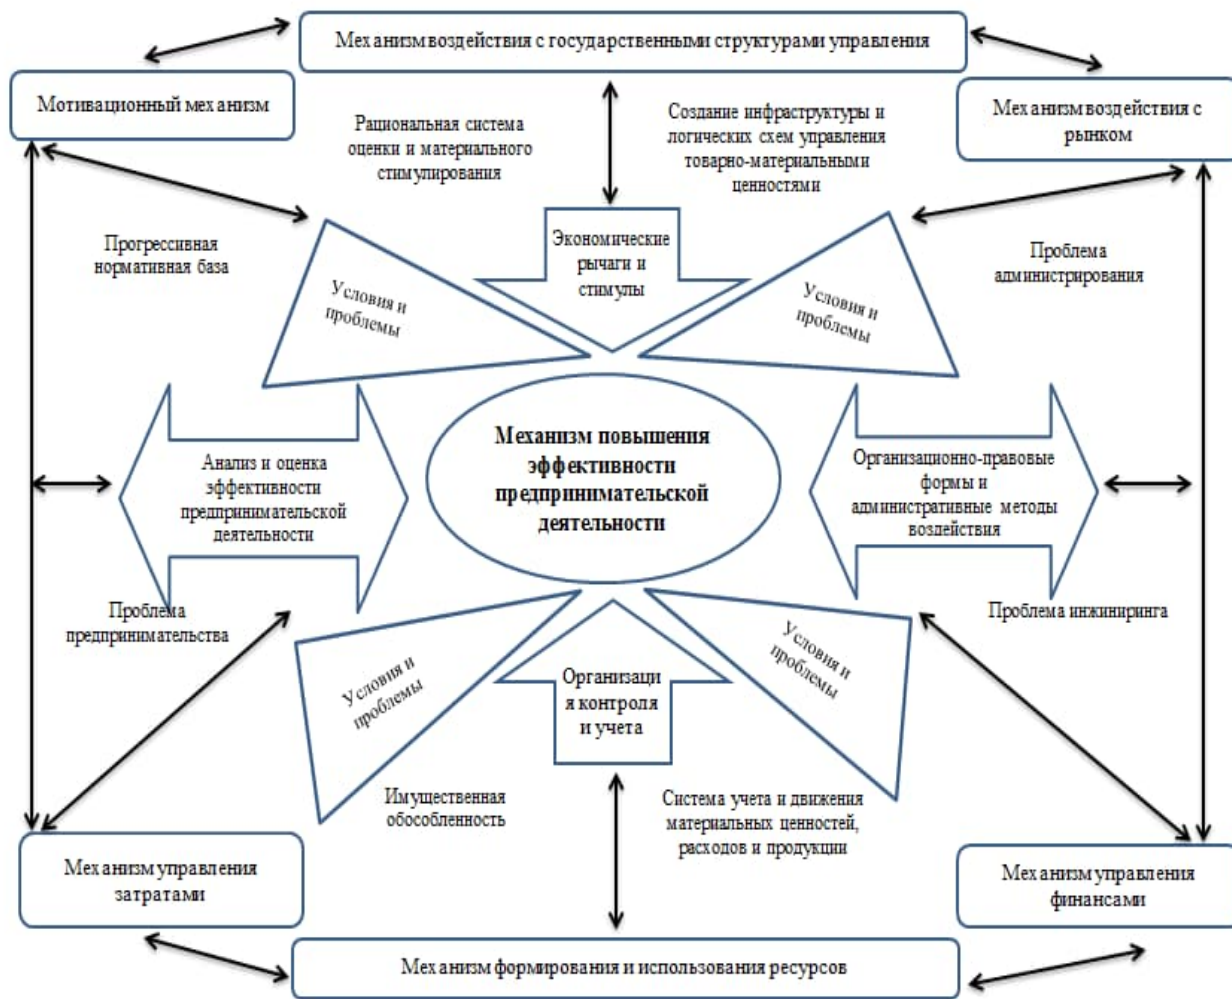 Механизм воздействия с государственными структурами управления
Мотивационный механизм
Механизм воздействия с
рынком
Рациональная система
оценки и материального
стимулирования
Создание инфраструктуры и
логических схем управления
товарно-материальными
ценностями
Прогрессивная
нормативная база
Экономические
рычаги и
стимулы
Проблема
администрирования
Условия и
проблемы
Условия и
проблемы
Механизм повышения
эффективности
предпринимательской
деятельности
Анализ и оценка
эффективности
предпринимательской
деятельности
Организационно-правовые
формы и
административные методы
воздействия
Проблема
предпринимательства
Проблема инжиниринга
Условия и
проблемы
Организаци
я контроля
и учета
Условия и
проблемы
Имущественная
обособленность
Система учета и движения
материальных ценностей,
расходов и продукции
Механизм управления
затратами
Механизм управления
финансами
Механизм формирования и использования ресурсов